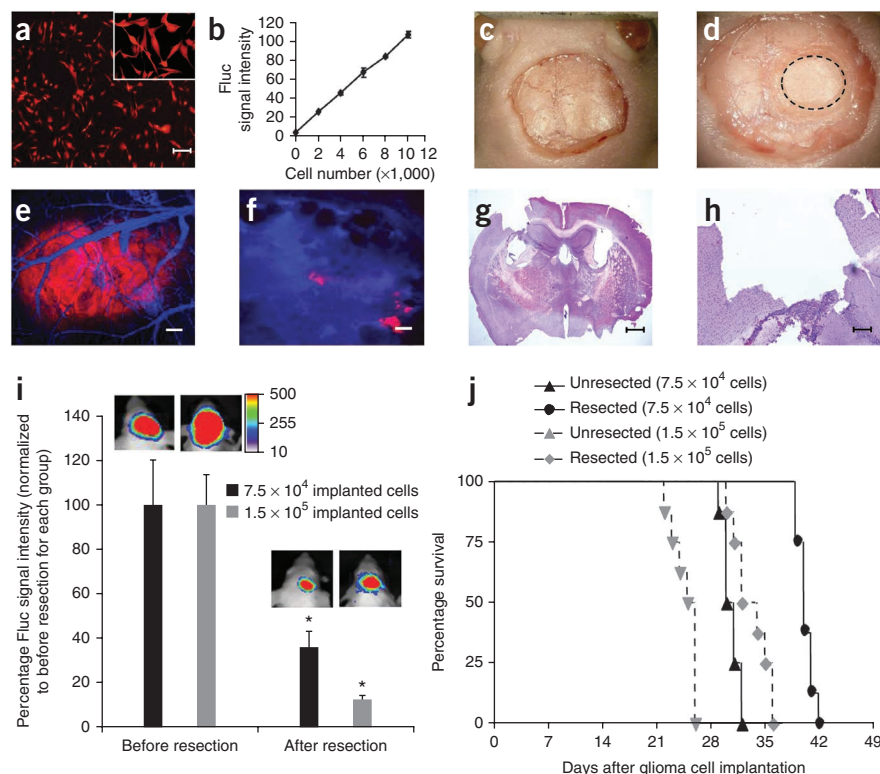 a
b
Fluc
signal intensity
120
100
80
60
40
20
0
0 2 4 6 8 10 12
Cell number (×1,000)
c
d
e
f
g
h
i
Percentage Fluc signal intensity (normalized
to before resection for each group)
140
120
100
80
60
40
20
0
500
255
10
7.5 × 10⁴ implanted cells
1.5 × 10⁵ implanted cells
*
*
Before resection
After resection
j
Unresected (7.5 × 10⁴ cells)
Resected (7.5 × 10⁴ cells)
Unresected (1.5 × 10⁵ cells)
Resected (1.5 × 10⁵ cells)
Percentage survival
100
75
50
25
0
0 7 14 21 28 35 42 49
Days after glioma cell implantation